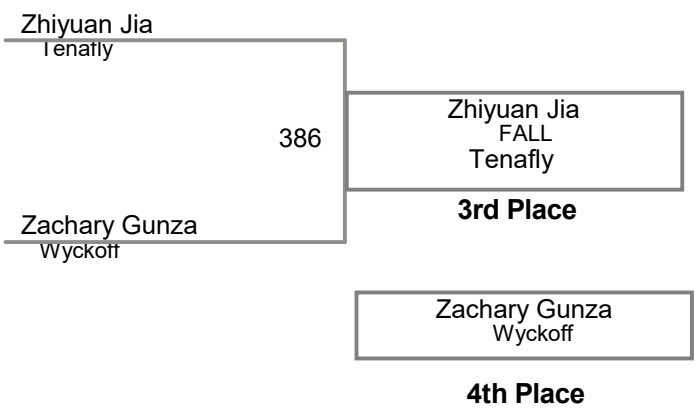 Zhiyuan Jia
Tenafly
386
Zhiyuan Jia
FALL
Tenafly
3rd Place
Zachary Gunza
Wyckoff
Zachary Gunza
Wyckoff
4th Place